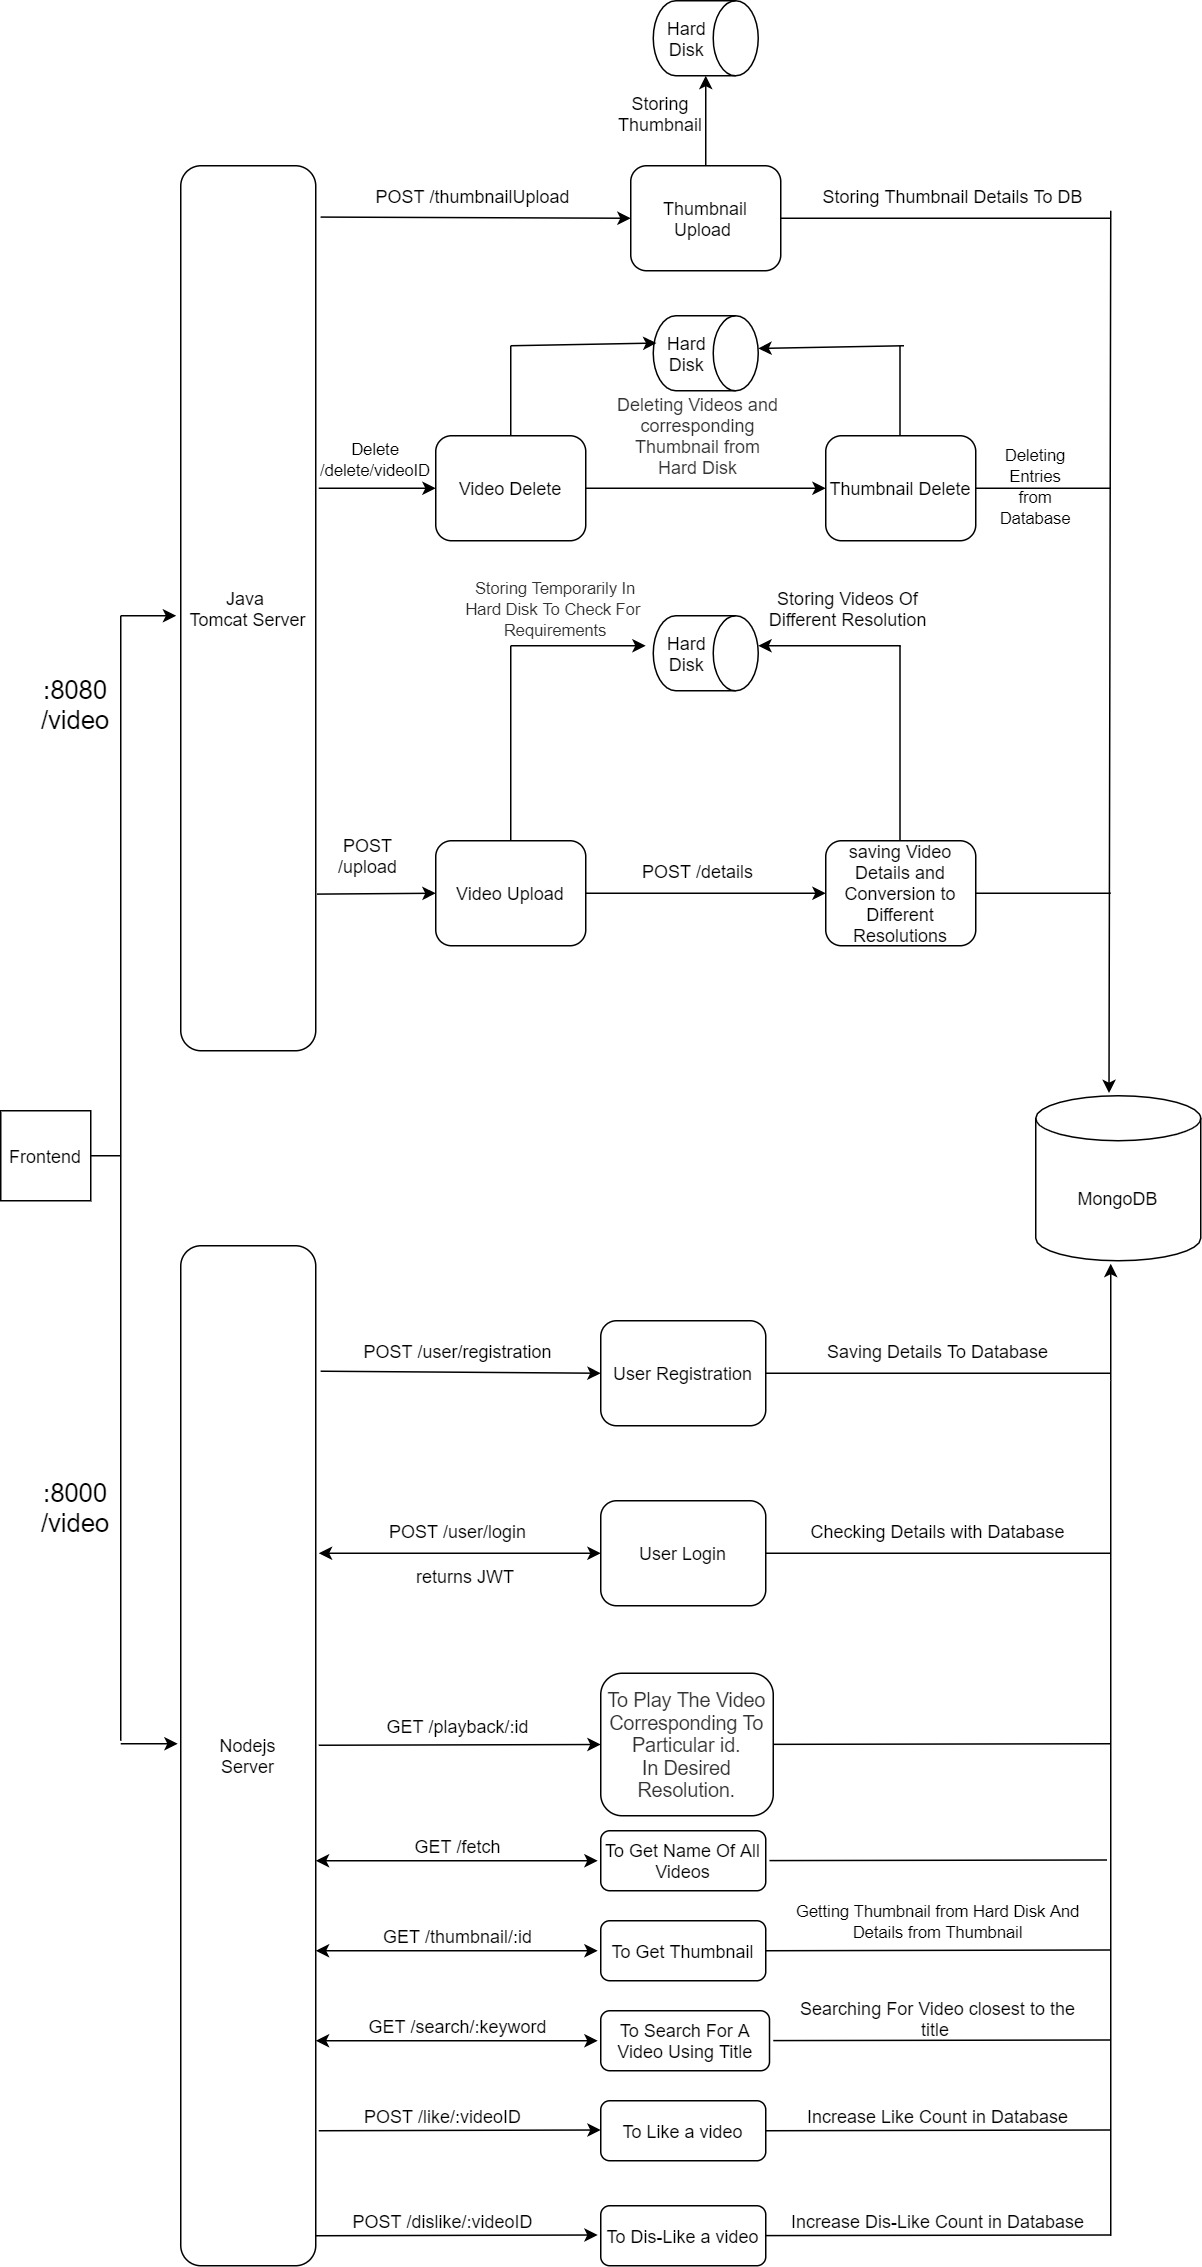 Hard
Disk
Storing
Thumbnail
POST /thumbnailUpload
Thumbnail
Upload
Storing Thumbnail Details To DB
Hard
Disk
Deleting Videos and
corresponding
Thumbnail from
Hard Disk
Delete
/delete/videoID
Video Delete
Thumbnail Delete
Deleting
Entries
from
Database
Java
Tomcat Server
Storing Temporarily In
Hard Disk To Check For
Requirements
Hard
Disk
Storing Videos Of
Different Resolution
:8080
/video
POST
/upload
Video Upload
POST /details
saving Video
Details and
Conversion to
Different
Resolutions
Frontend
MongoDB
POST /user/registration
User Registration
Saving Details To Database
:8000
/video
POST /user/login
returns JWT
User Login
Checking Details with Database
Nodejs
Server
GET /playback/:id
To Play The Video
Corresponding To
Particular id.
In Desired
Resolution.
GET /fetch
To Get Name Of All
Videos
GET /thumbnail/:id
To Get Thumbnail
Getting Thumbnail from Hard Disk And
Details from Thumbnail
GET /search/:keyword
To Search For A
Video Using Title
Searching For Video closest to the
title
POST /like/:videoID
To Like a video
Increase Like Count in Database
POST /dislike/:videoID
To Dis-Like a video
Increase Dis-Like Count in Database